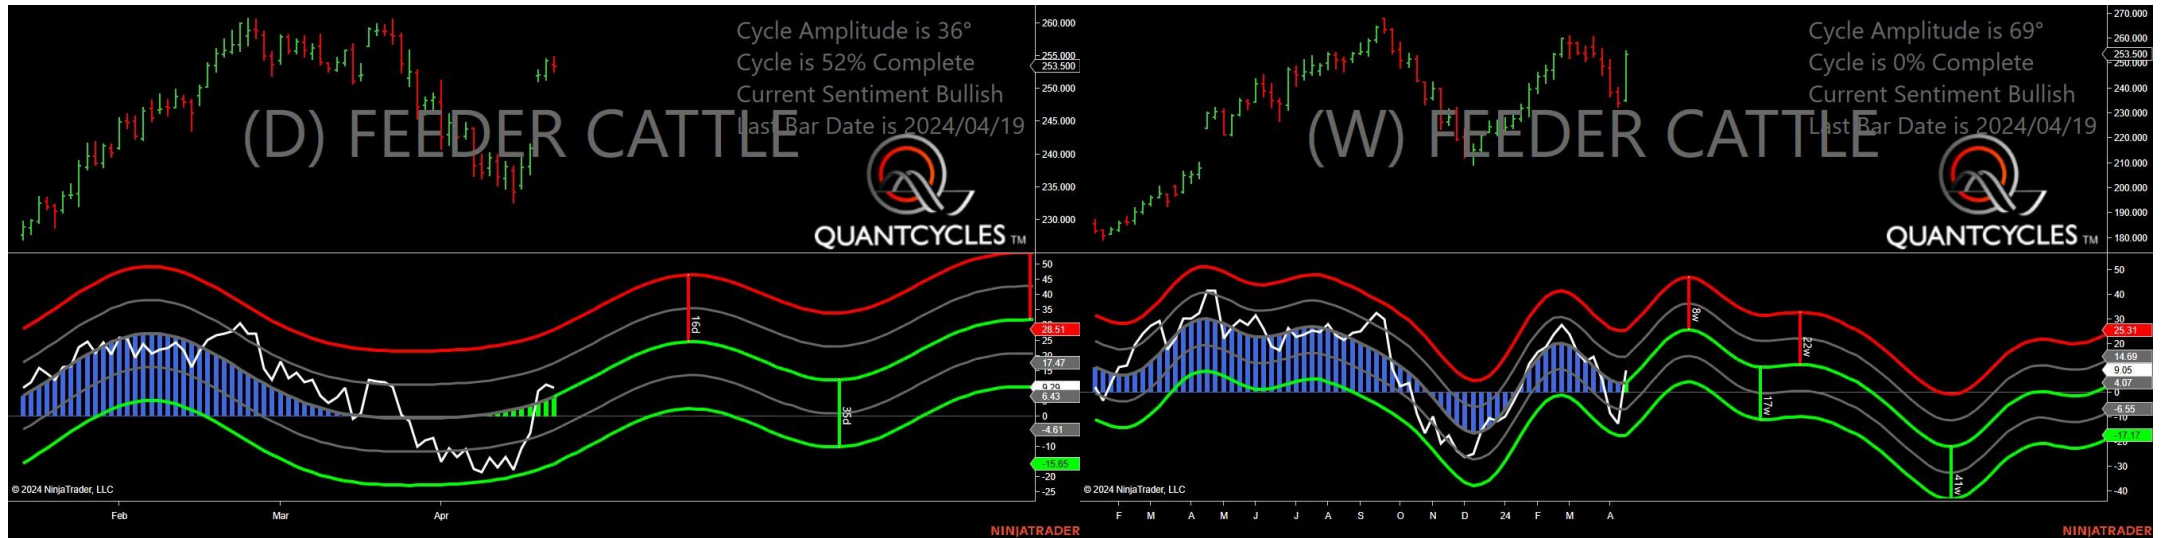 Cycle Amplitude is 36°
Cycle is 52% Complete
Current Sentiment Bullish
Last Bar Date is 2024/04/19
(D) FEEDER CATTLE
QUANTCYCLES TM
260.000
255.000
253.500
250.000
245.000
240.000
235.000
230.000
50
45
40
35
28.51
25
20
17.47
15
9.29
6.43
0
-4.61
-10
-15.65
-20
-25
16d
35d
© 2024 NinjaTrader, LLC
Feb Mar Apr
NINJATRADER
Cycle Amplitude is 69°
Cycle is 0% Complete
Current Sentiment Bullish
Last Bar Date is 2024/04/19
(W) FEEDER CATTLE
QUANTCYCLES TM
270.000
260.000
253.500
250.000
240.000
230.000
220.000
210.000
200.000
190.000
180.000
50
40
30
25.31
20
14.69
9.05
4.07
0
-6.55
-10
-17.17
-20
-30
-40
8w
22w
17w
41w
© 2024 NinjaTrader, LLC
F M A M J J A S O N D 24 F M A
NINJATRADER